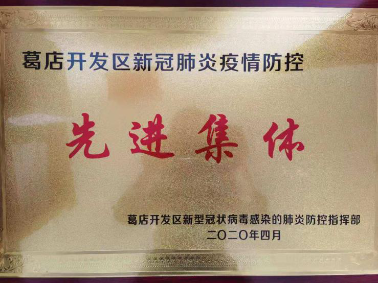 葛店开发区新冠肺炎疫情防控
先进集体
葛店开发区新型冠状病毒感染的肺炎防控指挥部
二〇二〇年四月